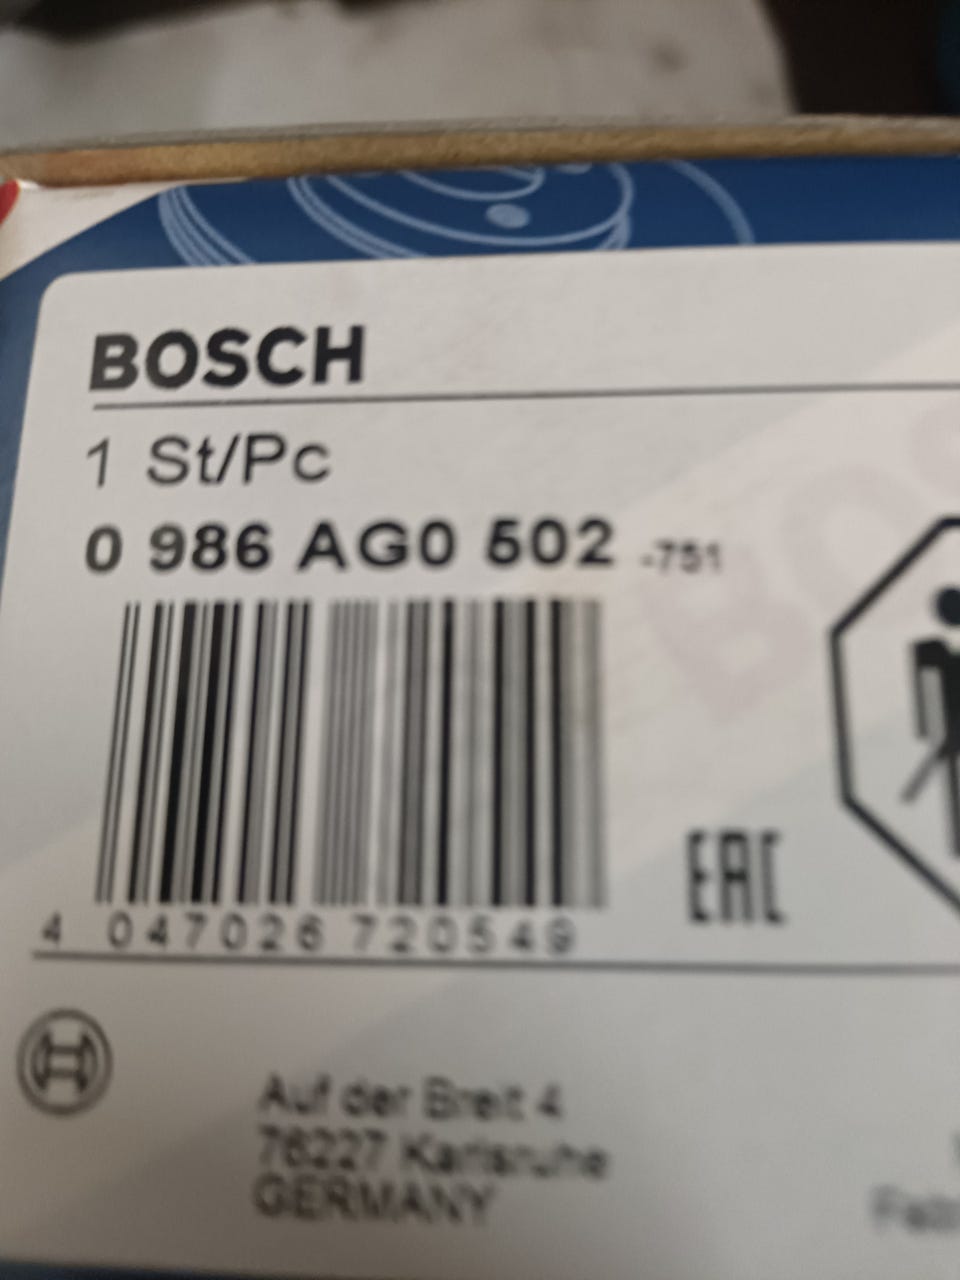 BOSCH
1 St/Pc
0 986 AG0 502 -751
4 047026 720549
EAC
Auf der Breit 4
76227 Karlsruhe
GERMANY